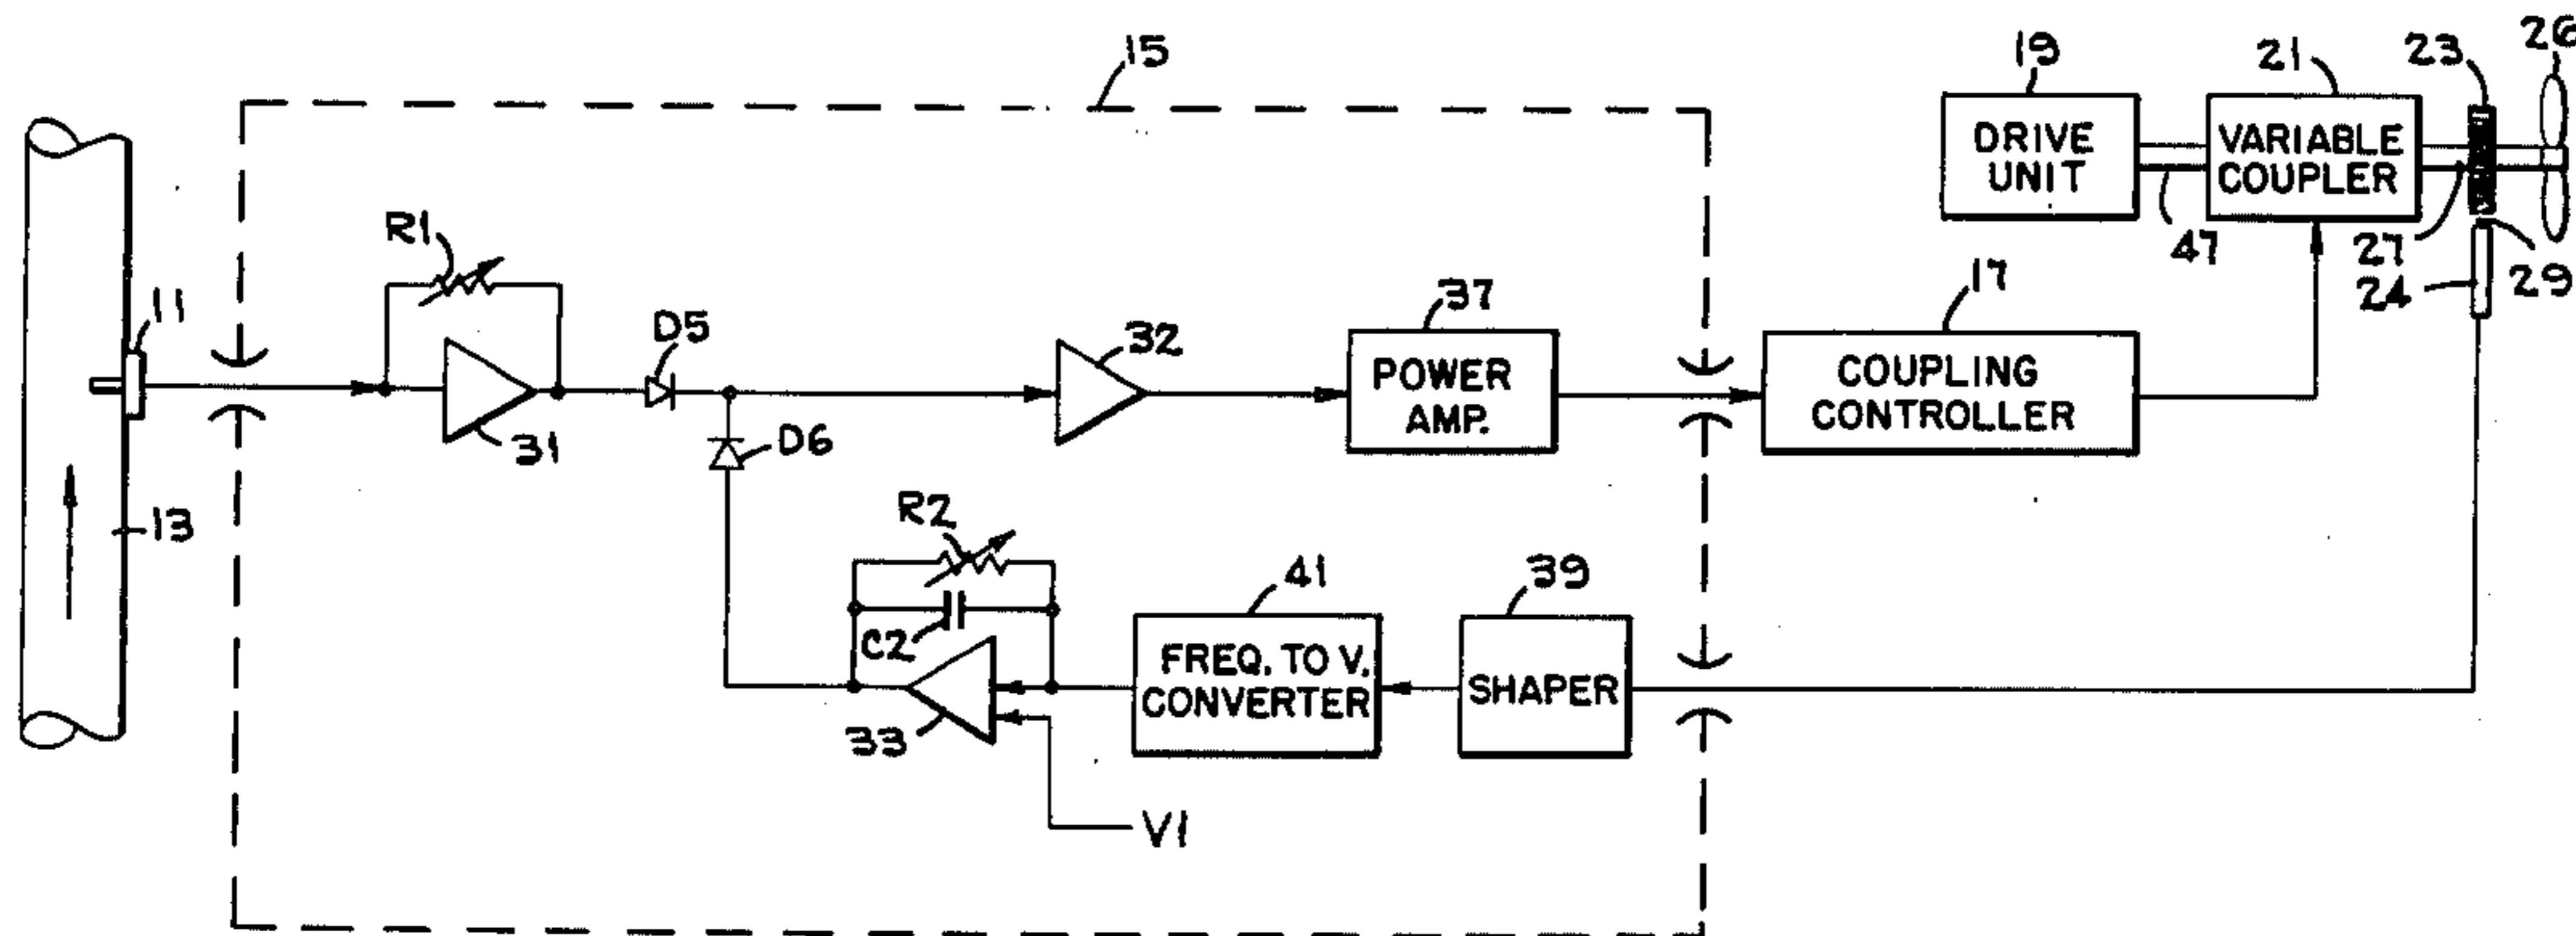 15
19
21
23
26
DRIVE
UNIT
VARIABLE
COUPLER
R1
47
27
24
29
11
D5
32
37
17
31
D6
POWER
AMP.
COUPLING
CONTROLLER
13
R2
41
39
C2
33
FREQ. TO V.
CONVERTER
SHAPER
V1